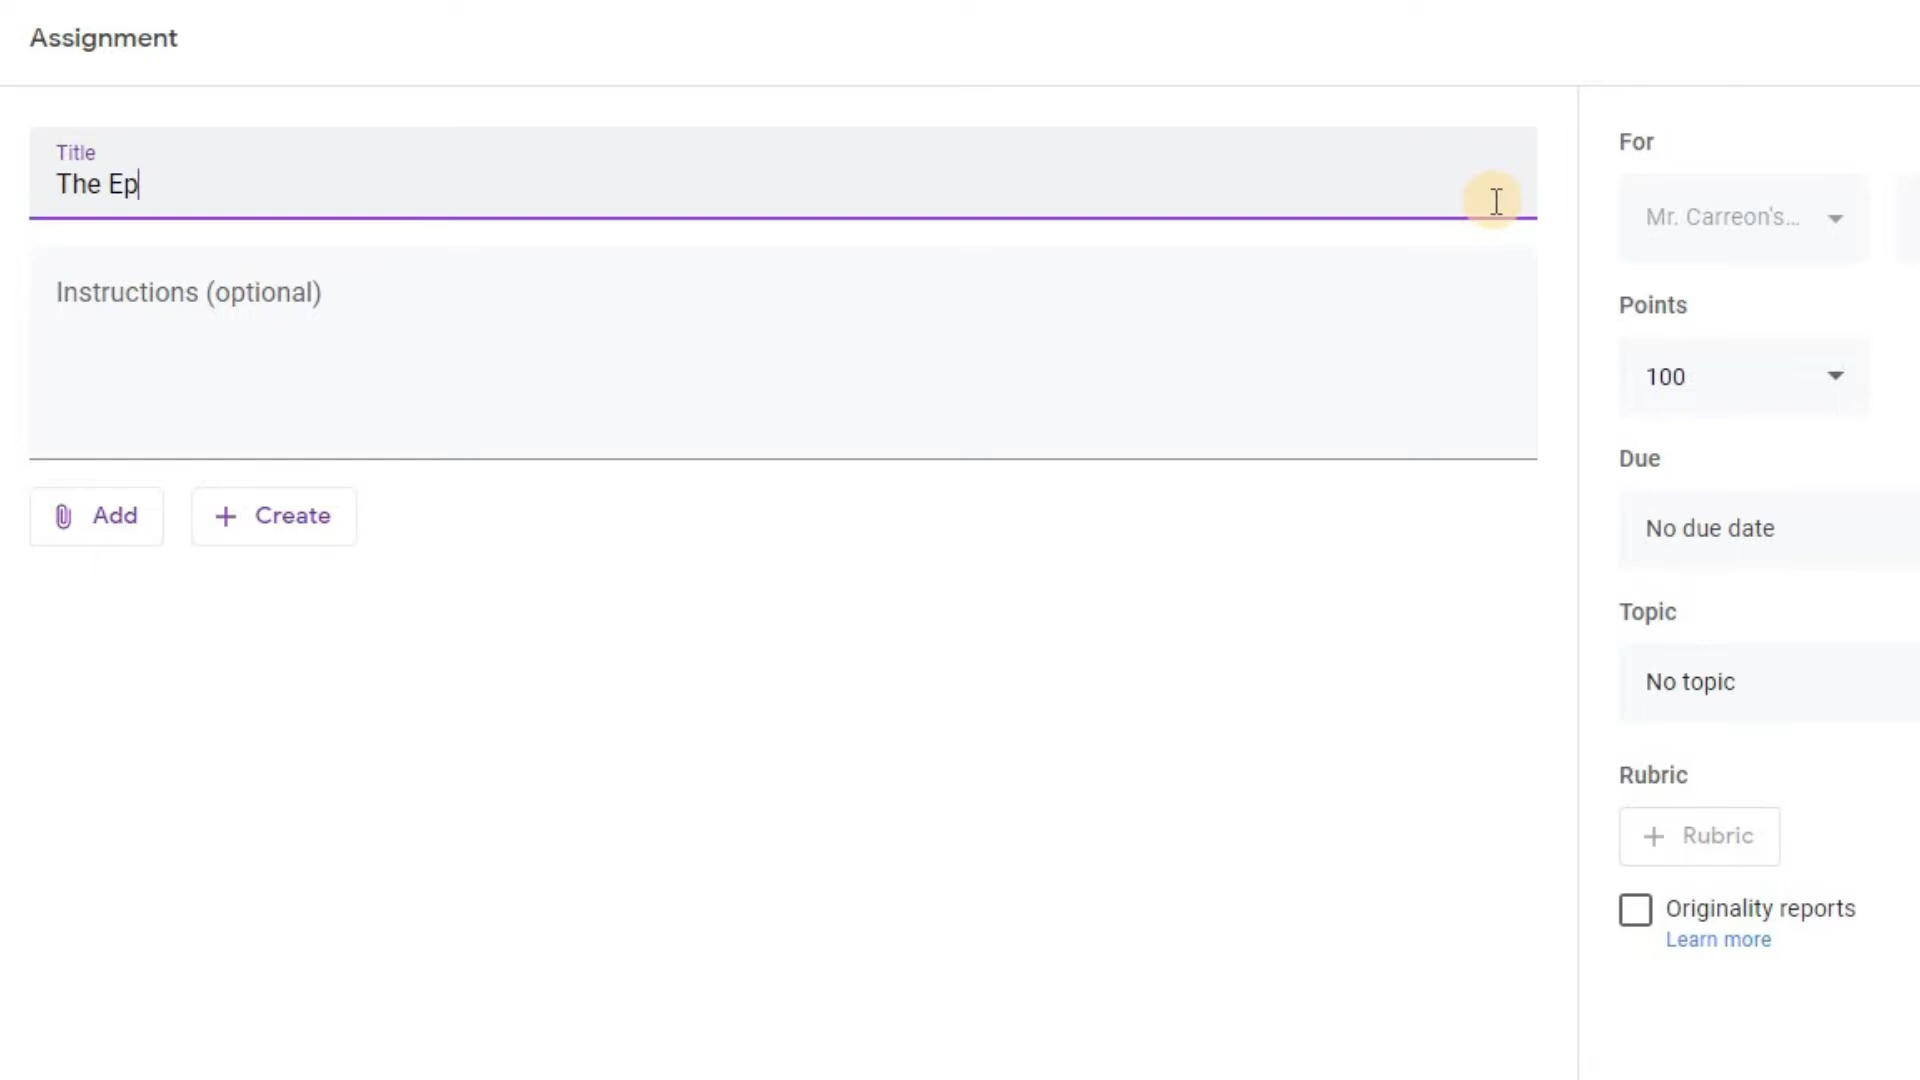 Assignment
Title
The Ep
Instructions (optional)
Add
Create
For
Mr. Carreon's...
Points
100
Due
No due date
Topic
No topic
Rubric
Rubric
Originality reports
Learn more